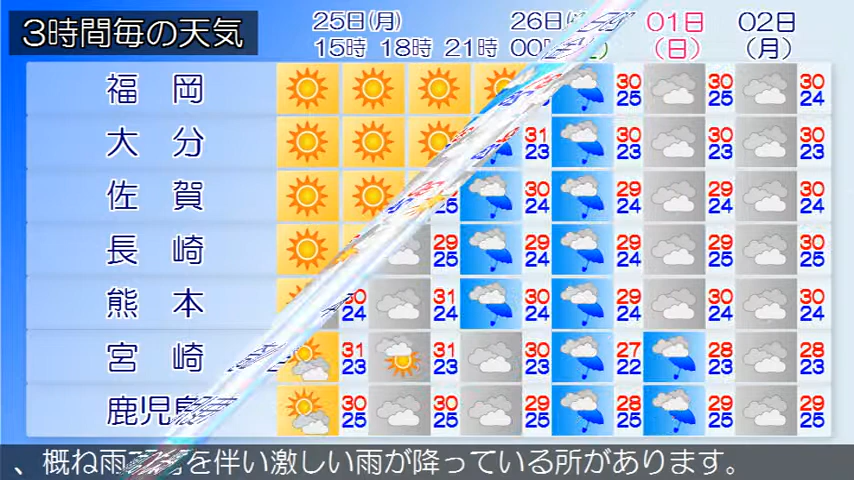 3時間毎の天気
25日(月) 26日 01日 02日
15時 18時 21時 00時 (日) (月)
福岡 30 25 30 25 30 24
大分 31 23 30 23 30 23 30 23
佐賀 25 30 24 29 24 29 23 30 24
長崎 29 25 29 24 29 24 29 25 30 25
熊本 30 24 31 24 30 24 29 24 30 24 30 24
宮崎 31 23 31 23 30 23 27 22 28 23 28 23
鹿児島 30 25 30 25 29 25 28 25 29 25 29 25
、概ね雨 を伴い激しい雨が降っている所があります。